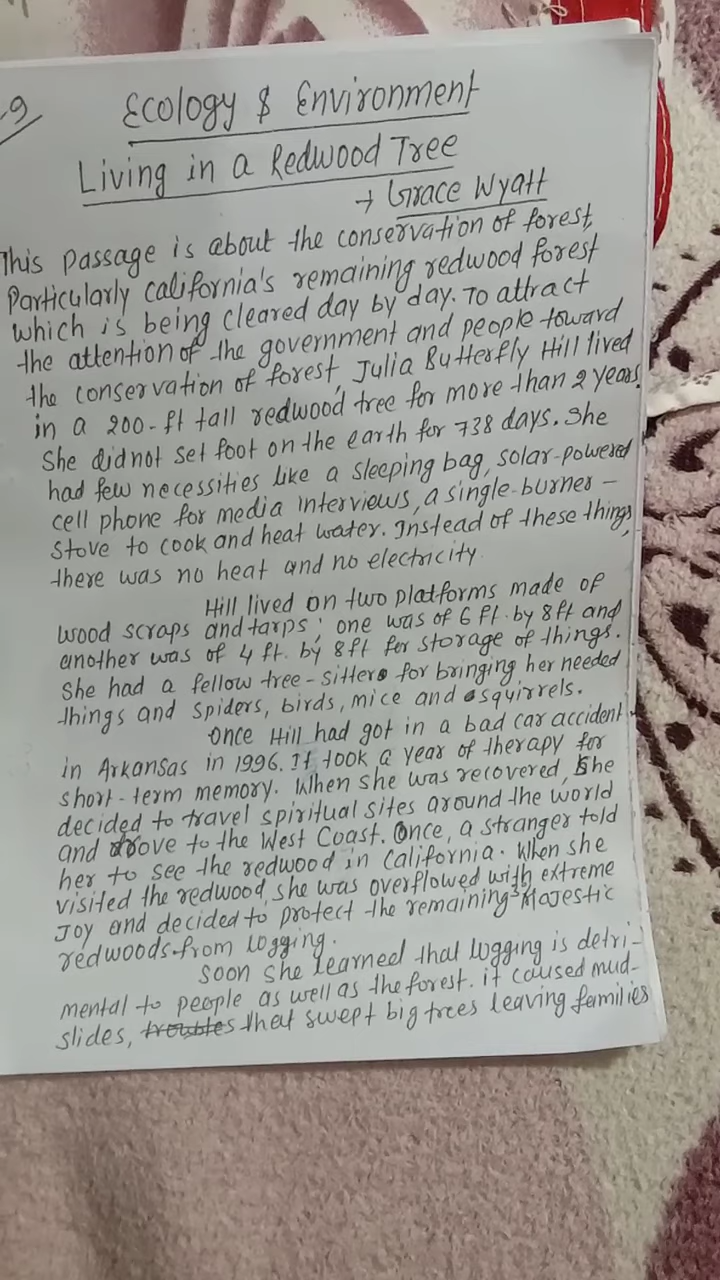 -9
Ecology & Environment
Living in a Redwood Tree
→ Grace Wyatt
This passage is about the conservation of forest,
Particularly california's remaining redwood forest
which is being cleared day by day. To attract
the attention of the government and people toward
the conservation of forest, Julia Butterfly Hill lived
in a 200-ft tall redwood tree for more than 2 years.
She did not set foot on the earth for 738 days. She
had few necessities like a sleeping bag, solar-powered
cell phone for media interviews, a single-burner -
stove to cook and heat water. Instead of these things,
there was no heat and no electricity.
Hill lived on two platforms made of
wood scraps and tarps; one was of 6 ft. by 8ft and
another was of 4 ft. by 8ft for storage of things.
She had a fellow tree-sitters for bringing her needed
things and spiders, birds, mice and squirrels.
Once Hill had got in a bad car accident
in Arkansas in 1996. It took a year of therapy for
short-term memory. When she was recovered, She
decided to travel spiritual sites around the world
and drove to the West Coast. Once, a stranger told
her to see the redwood in California. When she
visited the redwood, she was overflowed with extreme
Joy and decided to protect the remaining Majestic
redwoods from logging.
Soon she learned that logging is detri-
mental to people as well as the forest. it caused mud-
slides, troubles that swept big trees leaving families